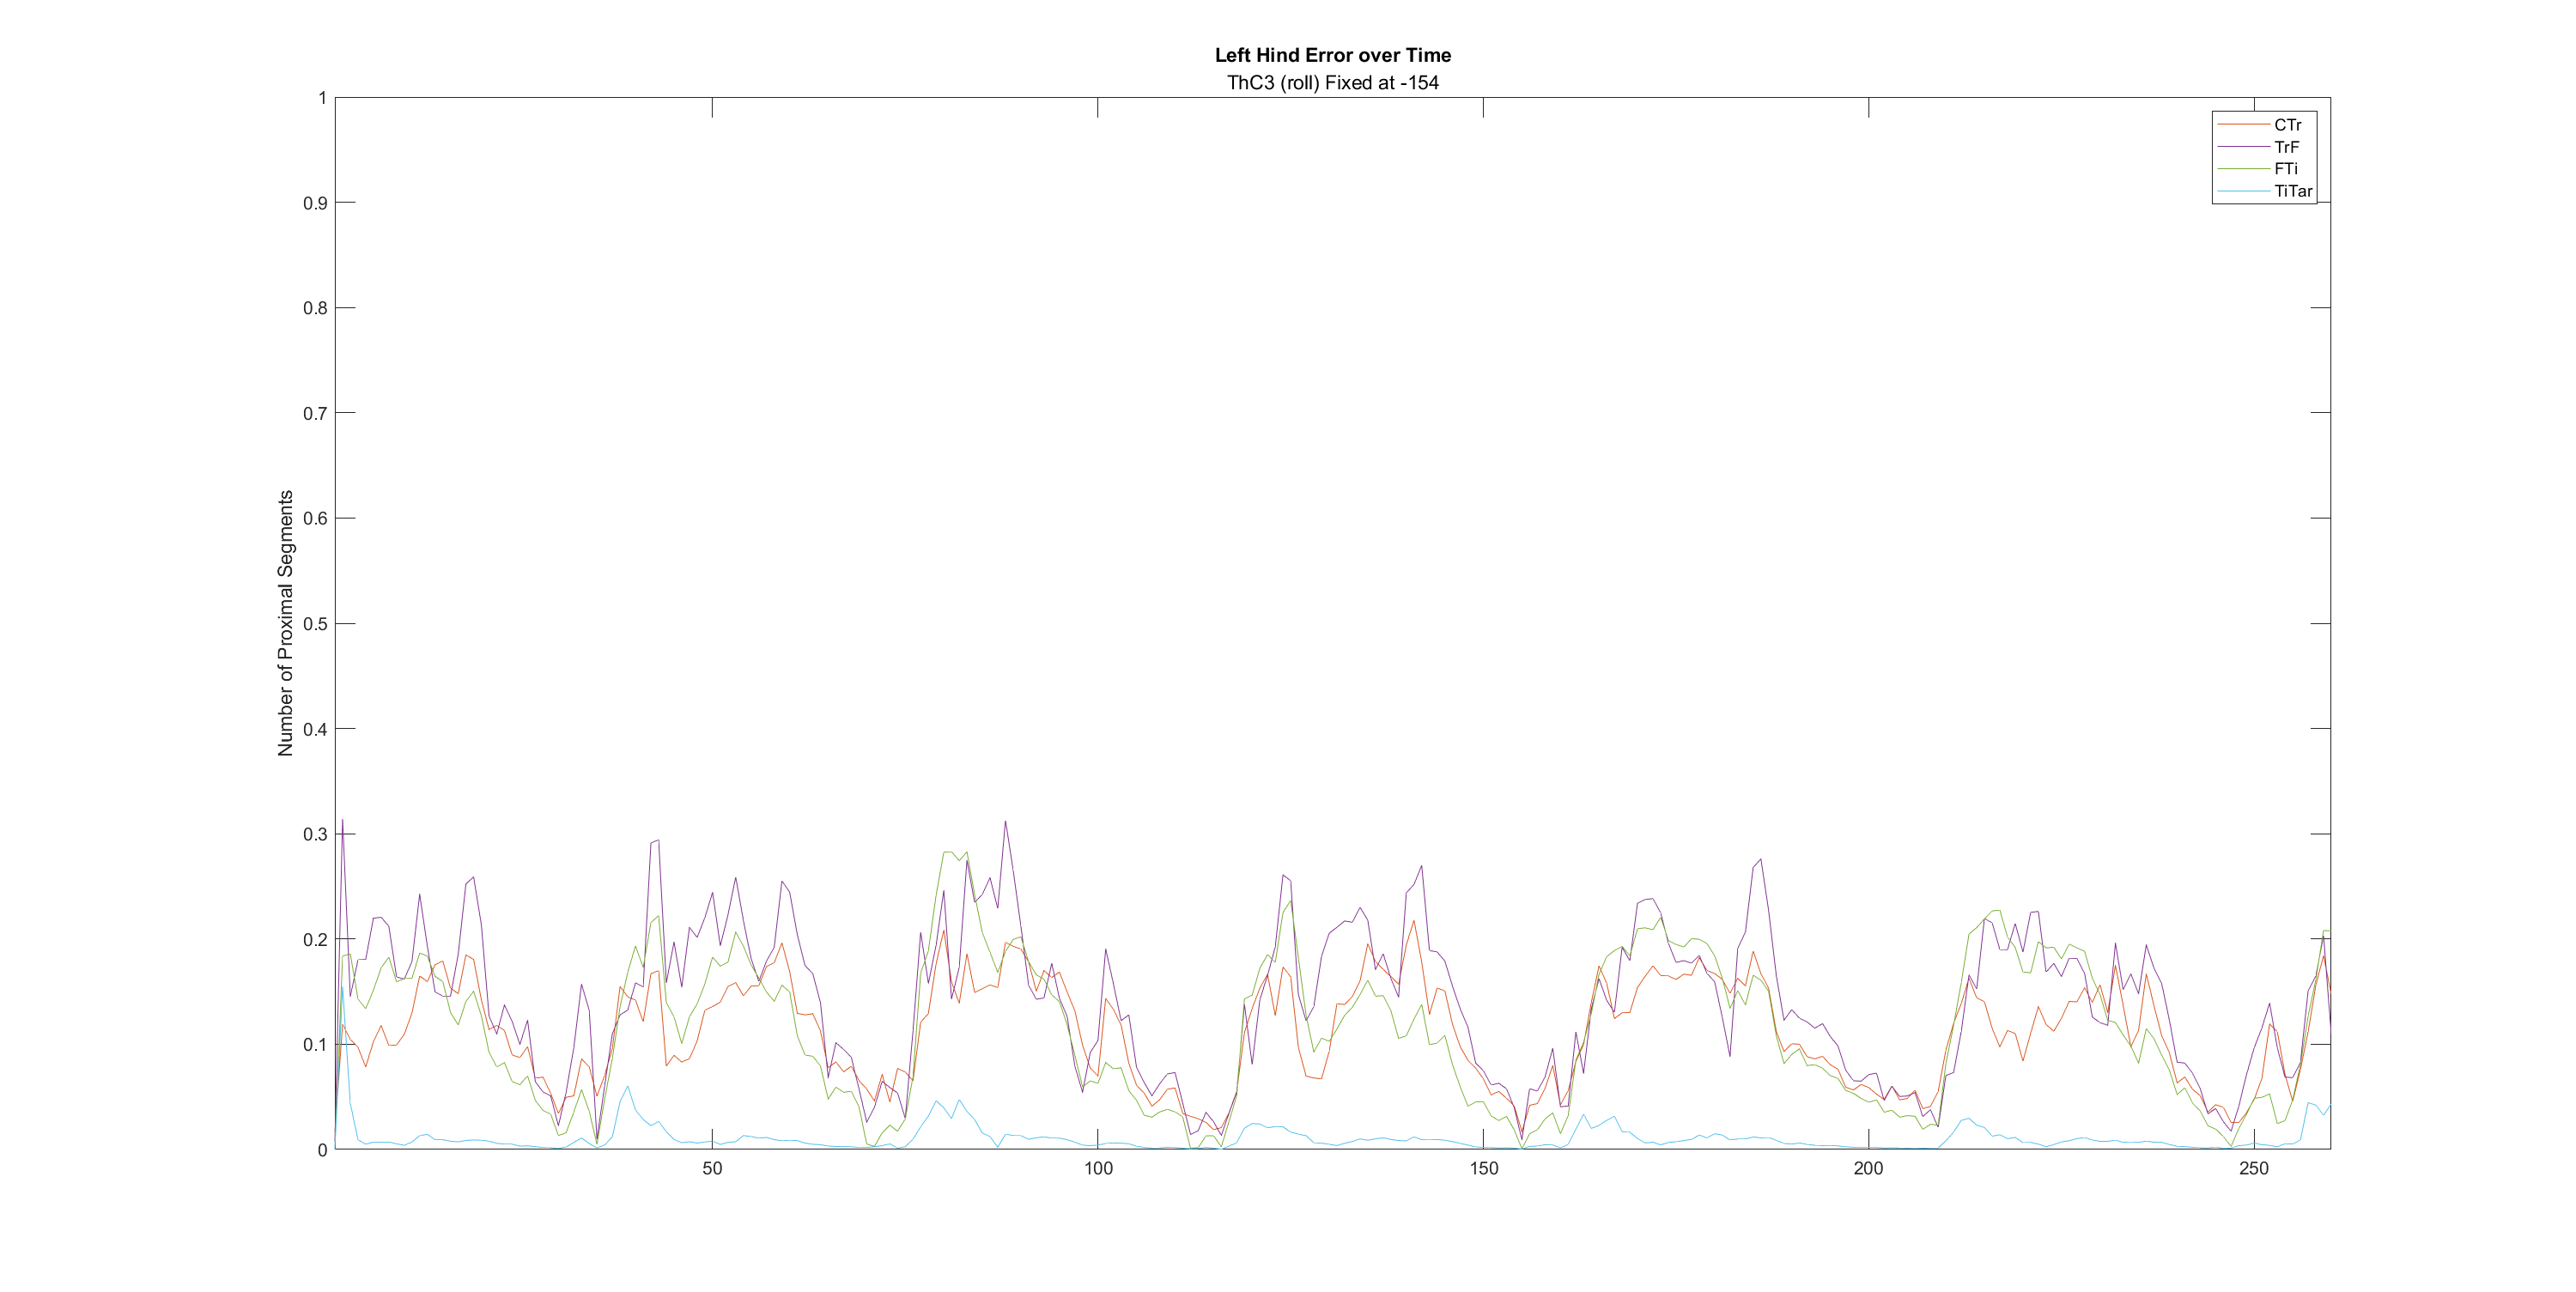 Left Hind Error over Time
ThC3 (roll) Fixed at -154
1
0.9
0.8
0.7
0.6
0.5
0.4
0.3
0.2
0.1
0
Number of Proximal Segments
50
100
150
200
250
CTr
TrF
FTi
TiTar